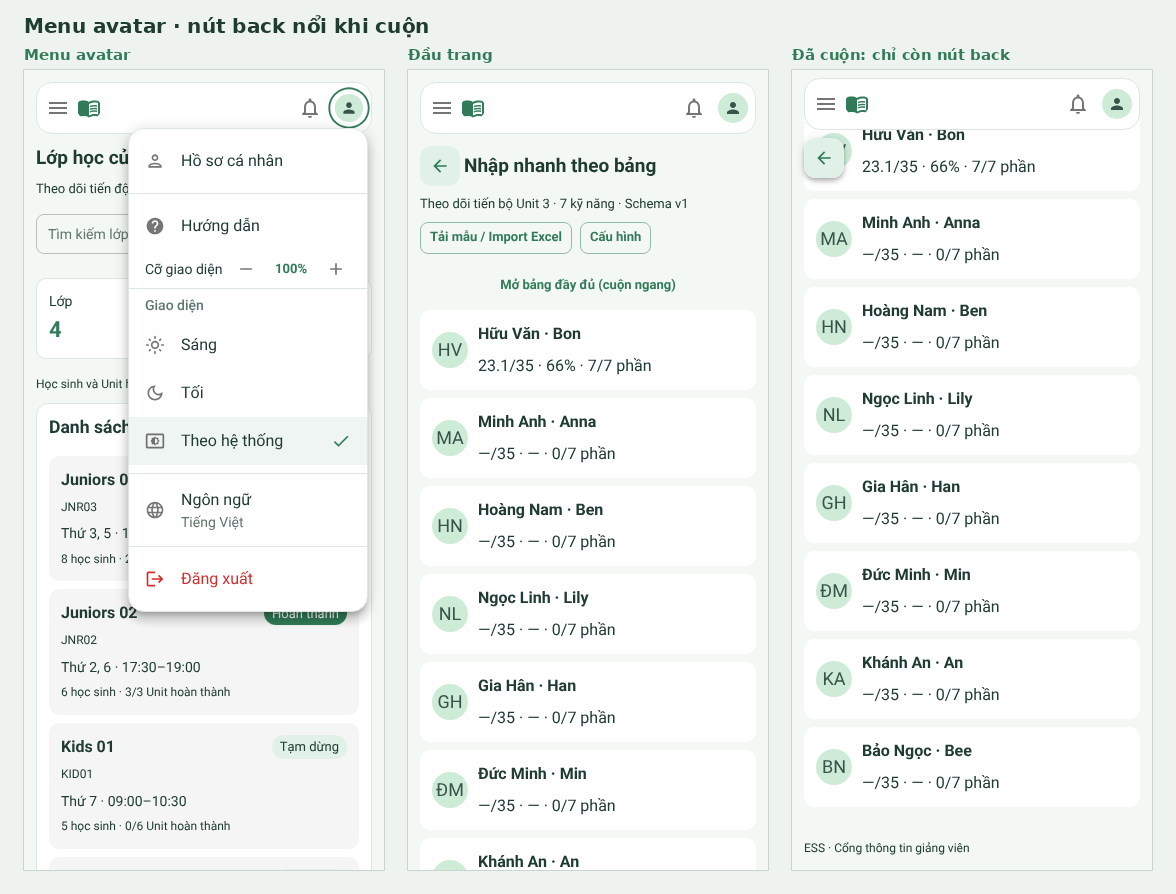 Menu avatar · nút back nổi khi cuộn
Menu avatar
Lớp học củ
Theo dõi tiến độ
Tìm kiếm lớp
Lớp
4
Học sinh và Unit h
Danh sách
Juniors 0
JNR03
Thứ 3, 5 · 1
8 học sinh · 2
Hồ sơ cá nhân
Hướng dẫn
Cỡ giao diện − 100% +
Giao diện
Sáng
Tối
Theo hệ thống
Ngôn ngữ
Tiếng Việt
Đăng xuất
Juniors 02 Hoàn thành
JNR02
Thứ 2, 6 · 17:30–19:00
6 học sinh · 3/3 Unit hoàn thành
Kids 01 Tạm dừng
KID01
Thứ 7 · 09:00–10:30
5 học sinh · 0/6 Unit hoàn thành
Đầu trang
Nhập nhanh theo bảng
Theo dõi tiến bộ Unit 3 · 7 kỹ năng · Schema v1
Tải mẫu / Import Excel Cấu hình
Mở bảng đầy đủ (cuộn ngang)
HV Hữu Văn · Bon
23.1/35 · 66% · 7/7 phần
MA Minh Anh · Anna
—/35 · — · 0/7 phần
HN Hoàng Nam · Ben
—/35 · — · 0/7 phần
NL Ngọc Linh · Lily
—/35 · — · 0/7 phần
GH Gia Hân · Han
—/35 · — · 0/7 phần
ĐM Đức Minh · Min
—/35 · — · 0/7 phần
Khánh An · An
Đã cuộn: chỉ còn nút back
Hữu Văn · Bon
23.1/35 · 66% · 7/7 phần
MA Minh Anh · Anna
—/35 · — · 0/7 phần
HN Hoàng Nam · Ben
—/35 · — · 0/7 phần
NL Ngọc Linh · Lily
—/35 · — · 0/7 phần
GH Gia Hân · Han
—/35 · — · 0/7 phần
ĐM Đức Minh · Min
—/35 · — · 0/7 phần
KA Khánh An · An
—/35 · — · 0/7 phần
BN Bảo Ngọc · Bee
—/35 · — · 0/7 phần
ESS · Cổng thông tin giảng viên